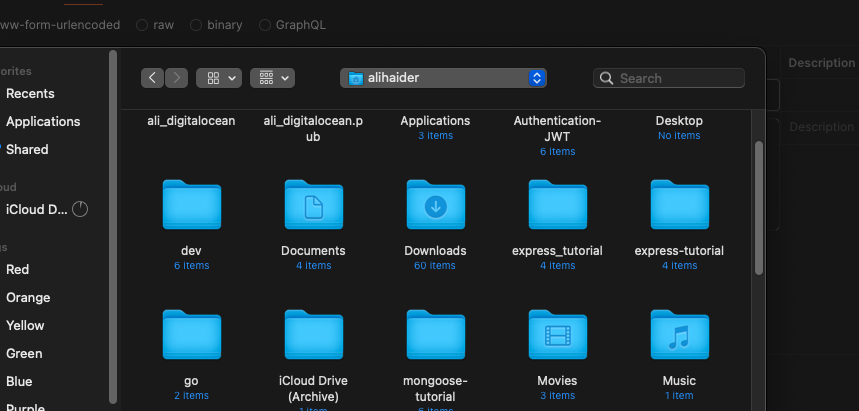 ww-form-urlencoded raw binary GraphQL
orites
Recents
Applications
Shared
oud
iCloud D...
gs
Red
Orange
Yellow
Green
Blue
Purple
alihaider
Search
Description
Description
ali_digitalocean
ali_digitalocean.p
ub
Applications
3 items
Authentication-
JWT
6 items
Desktop
No items
dev
6 items
Documents
4 items
Downloads
60 items
express_tutorial
4 items
express-tutorial
4 items
go
2 items
iCloud Drive
(Archive)
1 item
mongoose-
tutorial
6 items
Movies
3 items
Music
1 item